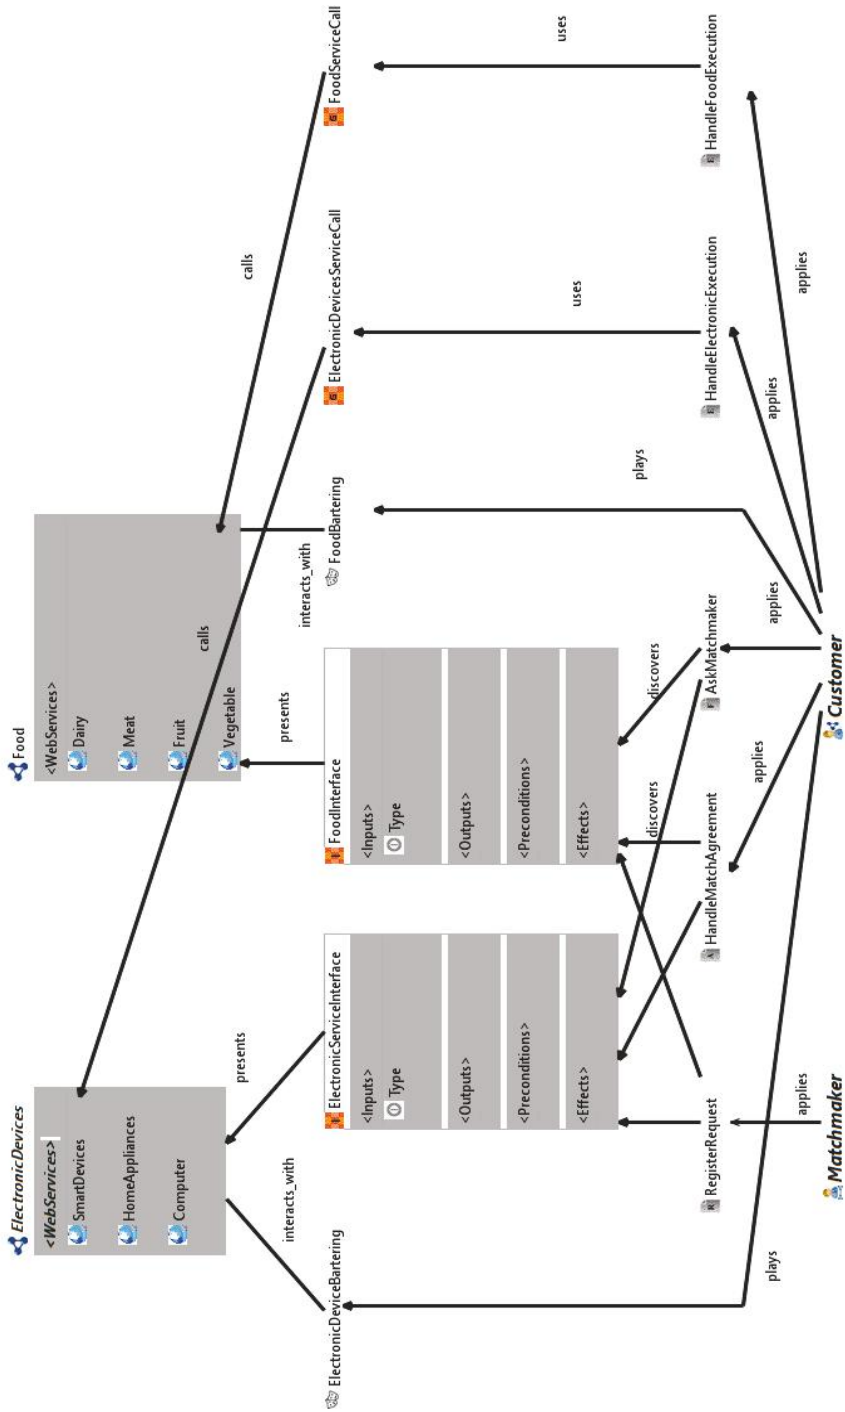 ElectronicDevices
<WebServices>
SmartDevices
HomeAppliances
Computer
Food
<WebServices>
Dairy
Meat
Fruit
Vegetable
calls
calls
presents
interacts_with
presents
interacts_with
ElectronicDeviceBartering
ElectronicServiceInterface
<Inputs>
Type
<Outputs>
<Preconditions>
<Effects>
FoodInterface
<Inputs>
Type
<Outputs>
<Preconditions>
<Effects>
FoodBartering
ElectronicDevicesServiceCall
FoodServiceCall
discovers
discovers
plays
uses
uses
RegisterRequest
HandleMatchAgreement
AskMatchmaker
HandleElectronicExecution
HandleFoodExecution
plays
applies
applies
applies
applies
applies
Matchmaker
Customer